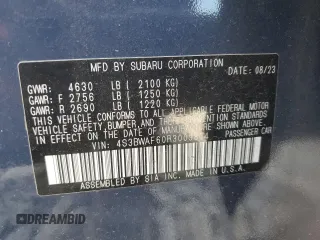 MFD BY SUBARU CORPORATION DATE: 08/23
GVWR: 4630 LB ( 2100 KG)
GAWR: F 2756 LB ( 1250 KG)
GAWR: R 2690 LB ( 1220 KG)
THIS VEHICLE CONFORMS TO ALL APPLICABLE FEDERAL MOTOR
VEHICLE SAFETY, BUMPER, AND THEFT PREVENTION STANDARDS
IN EFFECT ON THE DATE OF MANUFACTURE SHOWN ABOVE.
VIN: PASSENGER CAR
ASSEMBLED BY SIA INC. MADE IN U.S.A.
DREAMBID